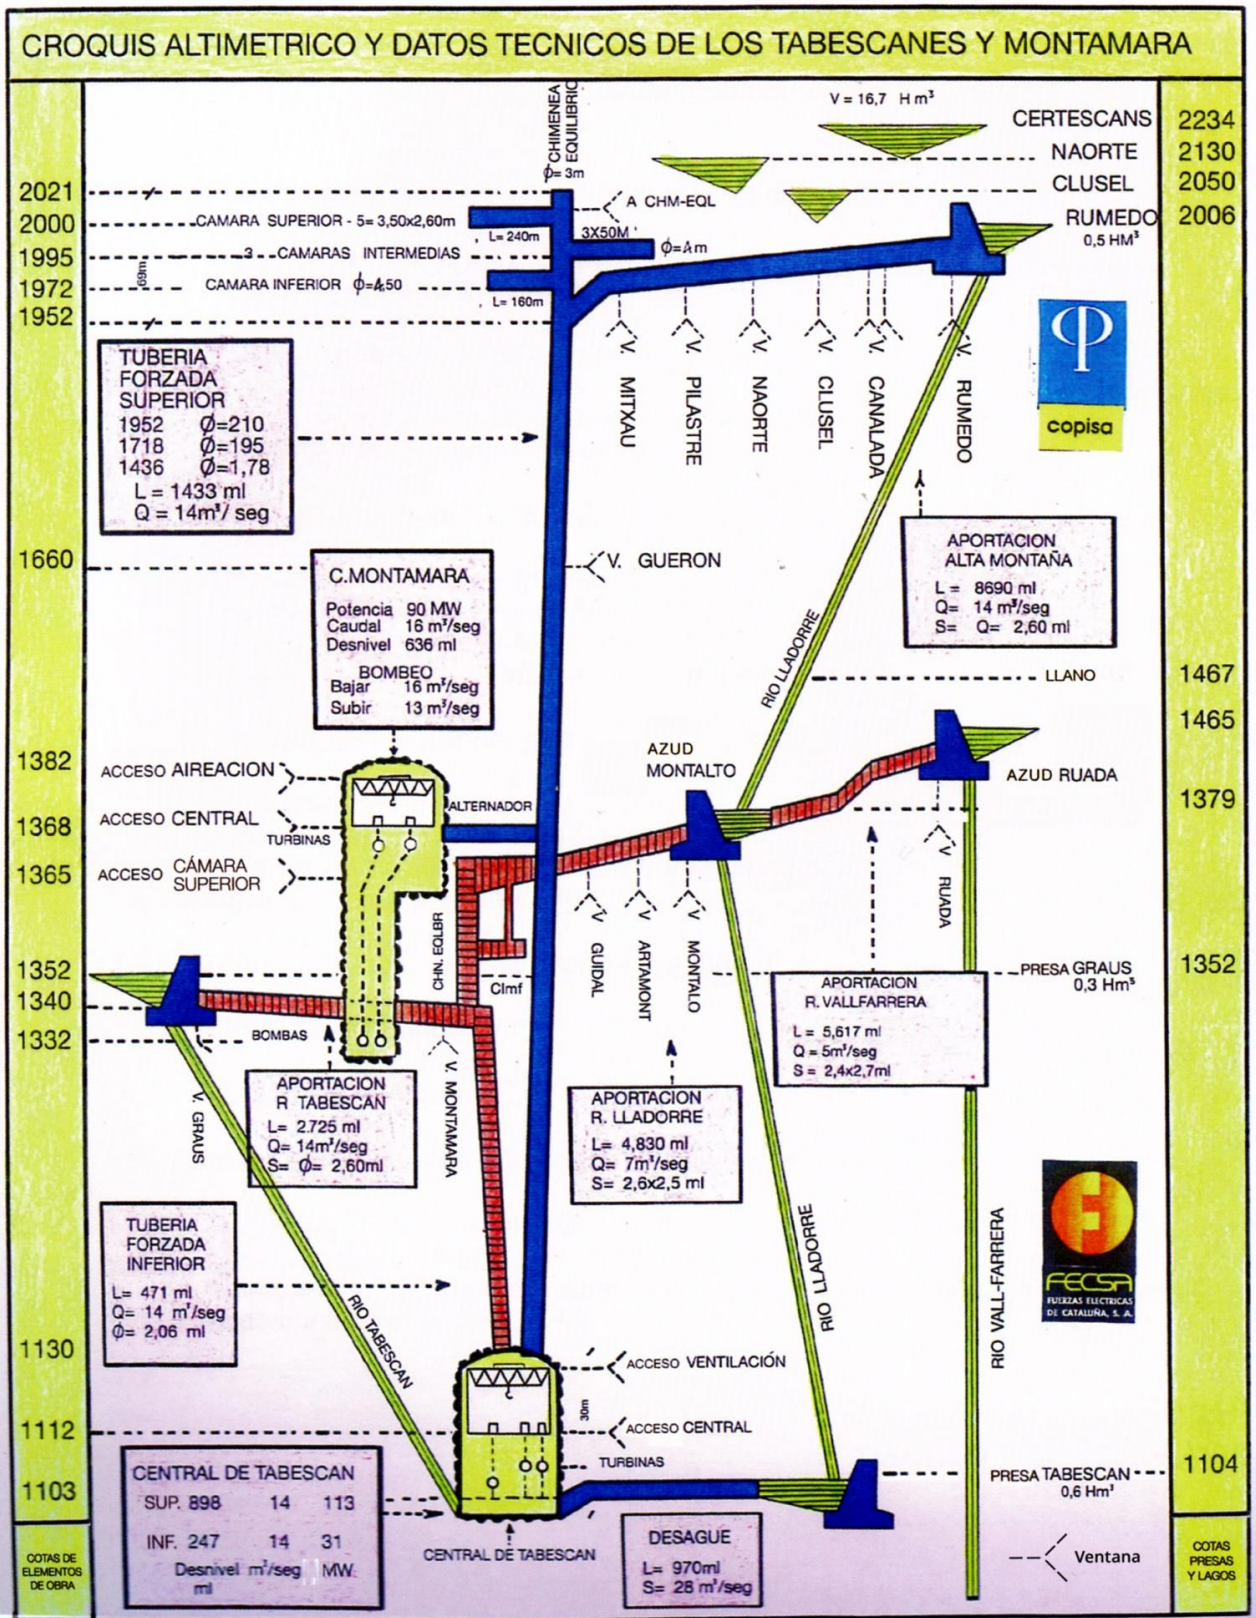 CROQUIS ALTIMETRICO Y DATOS TECNICOS DE LOS TABESCANES Y MONTAMARA
CHIMENEA
EQUILIBRIO
ϕ= 3m
V = 16,7 Hm³
CERTESCANS
2234
NAORTE
2130
CLUSEL
2050
RUMEDO
2006
0,5 HM³
2021
2000
1995
1972
1952
A CHM-EQL
CAMARA SUPERIOR - 5= 3,50x2,60m
L= 240m
3X50M
ϕ=4m
3 CAMARAS INTERMEDIAS
69m
CAMARA INFERIOR ϕ=4,50
L= 160m
V. MITXAU
V. PILASTRE
V. NAORTE
V. CLUSEL
V. CANALADA
V. RUMEDO
copisa
TUBERIA
FORZADA
SUPERIOR
1952 Ø=210
1718 Ø=195
1436 Ø=1,78
L = 1433 ml
Q = 14m³/ seg
1660
V. GUERON
APORTACION
ALTA MONTAÑA
L = 8690 ml
Q= 14 m³/seg
S= Q= 2,60 ml
C.MONTAMARA
Potencia 90 MW
Caudal 16 m³/seg
Desnivel 636 ml
BOMBEO
Bajar 16 m³/seg
Subir 13 m³/seg
RIO LLADORRE
LLANO
1467
1465
AZUD
MONTALTO
AZUD RUADA
1379
1382
ACCESO AIREACION
ALTERNADOR
1368
ACCESO CENTRAL
TURBINAS
1365
ACCESO CÁMARA
SUPERIOR
CHN. EQLBR
CImf
V GUIDAL
V ARTAMONT
V MONTALO
V RUADA
1352
1340
1332
BOMBAS
V. GRAUS
V. MONTAMARA
PRESA GRAUS
0,3 Hm³
1352
APORTACION
R. VALLFARRERA
L = 5,617 ml
Q = 5m³/seg
S = 2,4x2,7ml
APORTACION
R TABESCAN
L= 2.725 ml
Q= 14m³/seg
S= ϕ= 2,60ml
APORTACION
R. LLADORRE
L= 4,830 ml
Q= 7m³/seg
S= 2,6x2,5 ml
TUBERIA
FORZADA
INFERIOR
L= 471 ml
Q= 14 m³/seg
Ø= 2,06 ml
RIO TABESCAN
RIO LLADORRE
RIO VALL-FARRERA
FECSA
FUERZAS ELECTRICAS
DE CATALUÑA, S. A.
1130
ACCESO VENTILACIÓN
30m
1112
ACCESO CENTRAL
TURBINAS
1103
CENTRAL DE TABESCAN
SUP. 898 14 113
INF. 247 14 31
Desnivel m³/seg MW
ml
PRESA TABESCAN
0,6 Hm³
1104
CENTRAL DE TABESCAN
DESAGUE
L= 970ml
S= 28 m³/seg
Ventana
COTAS DE
ELEMENTOS
DE OBRA
COTAS
PRESAS
Y LAGOS